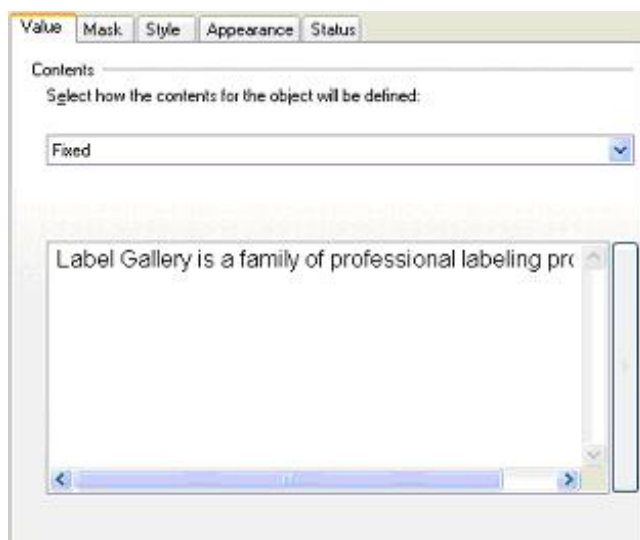 Value Mask Style Appearance Status
Contents
Select how the contents for the object will be defined:
Fixed
Label Gallery is a family of professional labeling pro